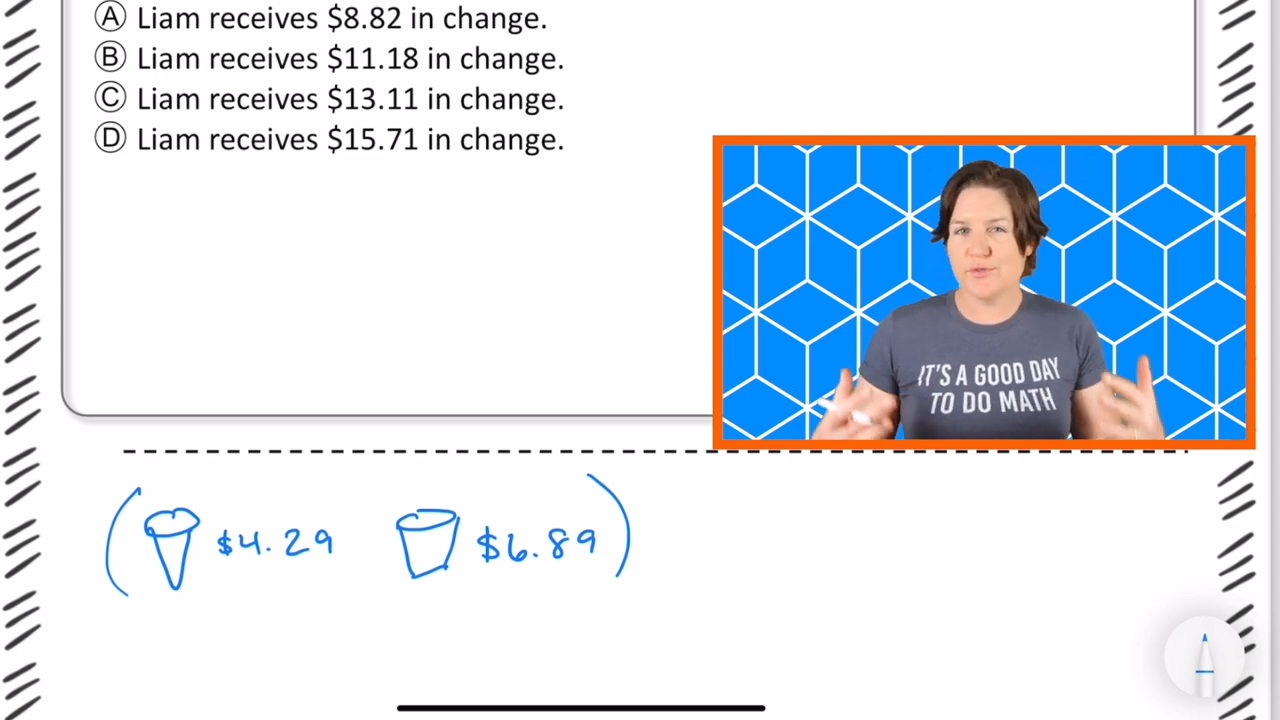 Ⓐ Liam receives $8.82 in change.
Ⓑ Liam receives $11.18 in change.
Ⓒ Liam receives $13.11 in change.
Ⓓ Liam receives $15.71 in change.
IT'S A GOOD DAY
TO DO MATH
( $4.29 $6.89 )